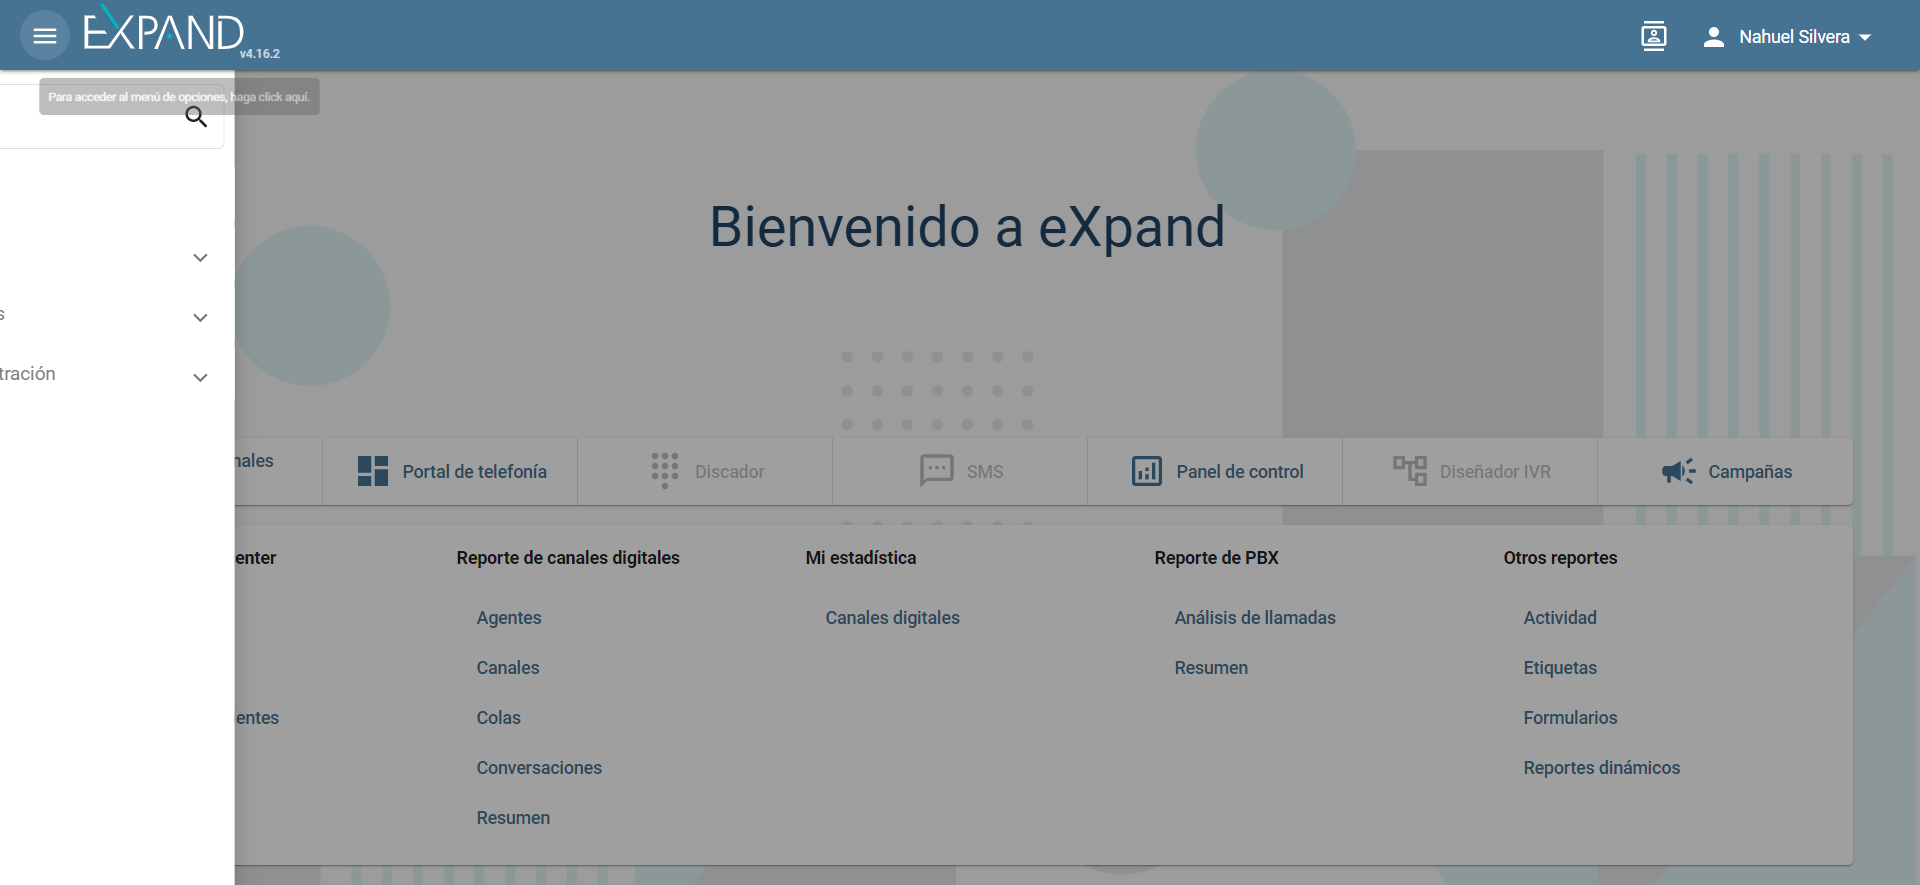 EXPAND
v4.16.2
Nahuel Silvera
Para acceder al menú de opciones, haga click aquí.
Bienvenido a eXpand
s
tración
nales
Portal de telefonía
Discador
SMS
Panel de control
Diseñador IVR
Campañas
enter
entes
Reporte de canales digitales
Agentes
Canales
Colas
Conversaciones
Resumen
Mi estadística
Canales digitales
Reporte de PBX
Análisis de llamadas
Resumen
Otros reportes
Actividad
Etiquetas
Formularios
Reportes dinámicos